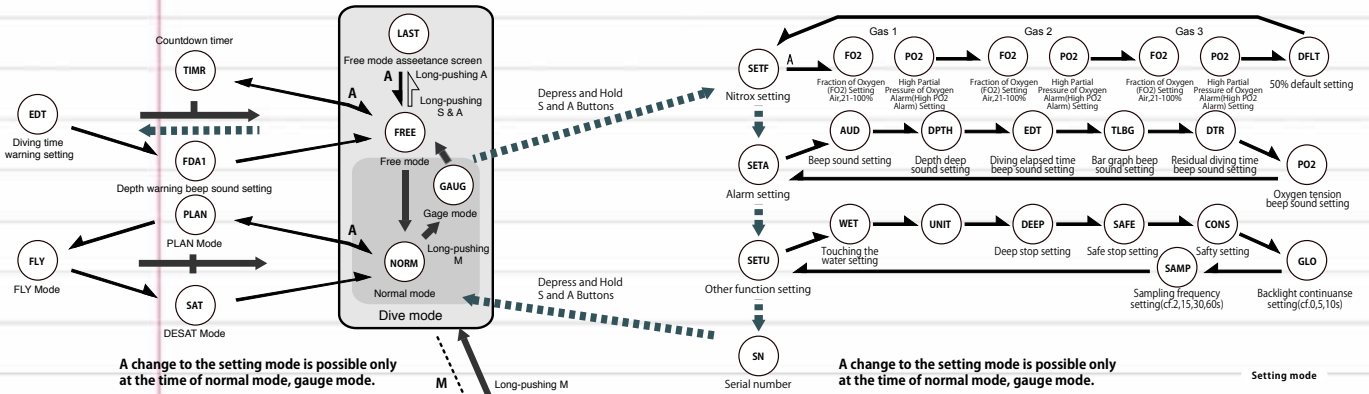 Countdown timer
TIMR
EDT
Diving time
warning setting
FDA1
Depth warning beep sound setting
PLAN
PLAN Mode
FLY
FLY Mode
SAT
DESAT Mode
A change to the setting mode is possible only
at the time of normal mode, gauge mode.
LAST
Free mode asseetance screen
A
Long-pushing A
Long-pushing
S & A
A
FREE
Free mode
GAUG
Gage mode
A
NORM
Long-pushing
M
Normal mode
Dive mode
M
Long-pushing M
Depress and Hold
S and A Buttons
Depress and Hold
S and A Buttons
SETF
Nitrox setting
A
Gas 1
Gas 2
Gas 3
FO2
PO2
FO2
PO2
FO2
PO2
DFLT
Fraction of Oxygen
(FO2) Setting
Air,21-100%
High Partial
Pressure of Oxygen
Alarm(High PO2
Alarm) Setting
Fraction of Oxygen
(FO2) Setting
Air,21-100%
High Partial
Pressure of Oxygen
Alarm(High PO2
Alarm) Setting
Fraction of Oxygen
(FO2) Setting
Air,21-100%
High Partial
Pressure of Oxygen
Alarm(High PO2
Alarm) Setting
50% default setting
SETA
Alarm setting
AUD
Beep sound setting
DPTH
Depth deep
sound setting
EDT
Diving elapsed time
beep sound setting
TLBG
Bar graph beep
sound setting
DTR
Residual diving time
beep sound setting
PO2
Oxygen tension
beep sound setting
SETU
Other function setting
WET
Touching the
water setting
UNIT
DEEP
Deep stop setting
SAFE
Safe stop setting
CONS
Safty setting
GLO
Backlight continuanse
setting(cf.0,5,10s)
SAMP
Sampling frequency
setting(cf.2,15,30,60s)
SN
Serial number
A change to the setting mode is possible only
at the time of normal mode, gauge mode.
Setting mode